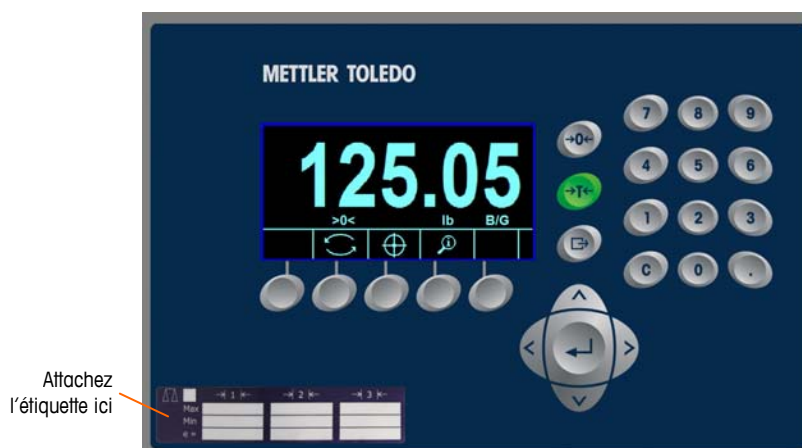 METTLER TOLEDO
125.05
>0<
lb
B/G
→0←
→T←
7
8
9
4
5
6
1
2
3
C
0
.
Attachez
l'étiquette ici
→| 1 |←
→| 2 |←
→| 3 |←
Max
Min
e =